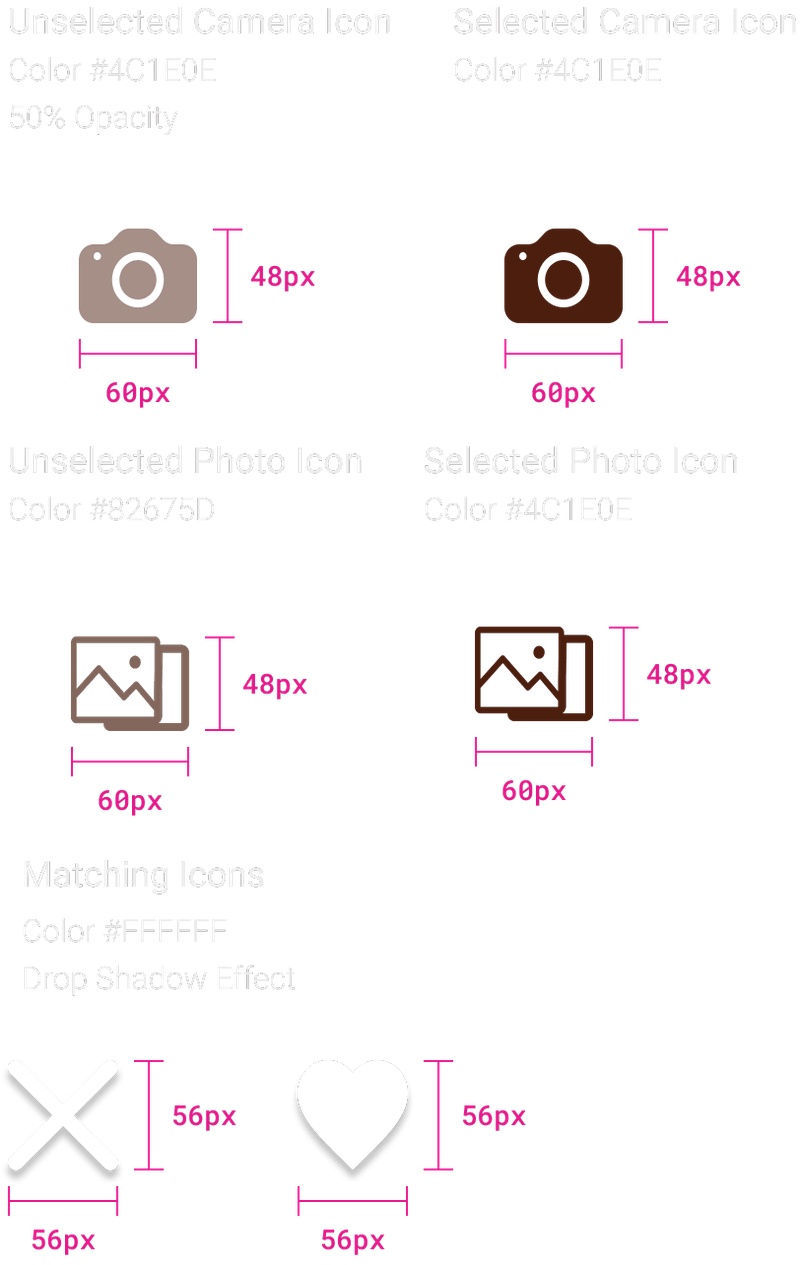 Unselected Camera Icon
Color #4C1E0E
50% Opacity
Selected Camera Icon
Color #4C1E0E
48px
60px
48px
60px
Unselected Photo Icon
Color #82675D
Selected Photo Icon
Color #4C1E0E
48px
60px
48px
60px
Matching Icons
Color #FFFFFF
Drop Shadow Effect
56px
56px
56px
56px